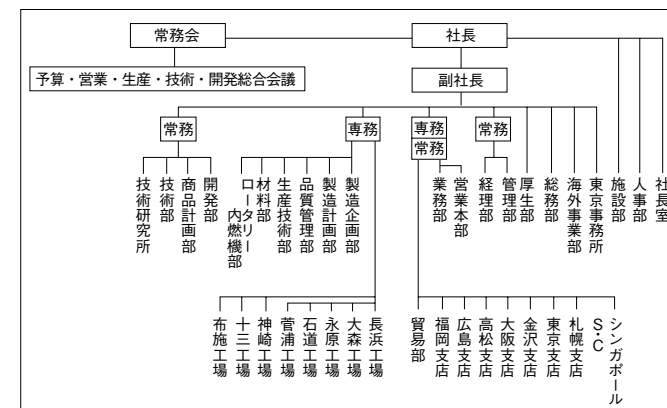 常務会
社長
予算・営業・生産・技術・開発総合会議
副社長
常務
専務
専務
常務
常務
技術研究所
技術部
商品計画部
開発部
ロータリー
内燃機部
材料部
生産技術部
品質管理部
製造計画部
製造企画部
業務部
営業本部
経理部
管理部
厚生部
総務部
海外事業部
東京事務所
施設部
人事部
社長室
布施工場
十三工場
神崎工場
菅浦工場
石道工場
永原工場
大森工場
長浜工場
貿易部
福岡支店
広島支店
高松支店
大阪支店
金沢支店
東京支店
札幌支店
S・C
シンガポール